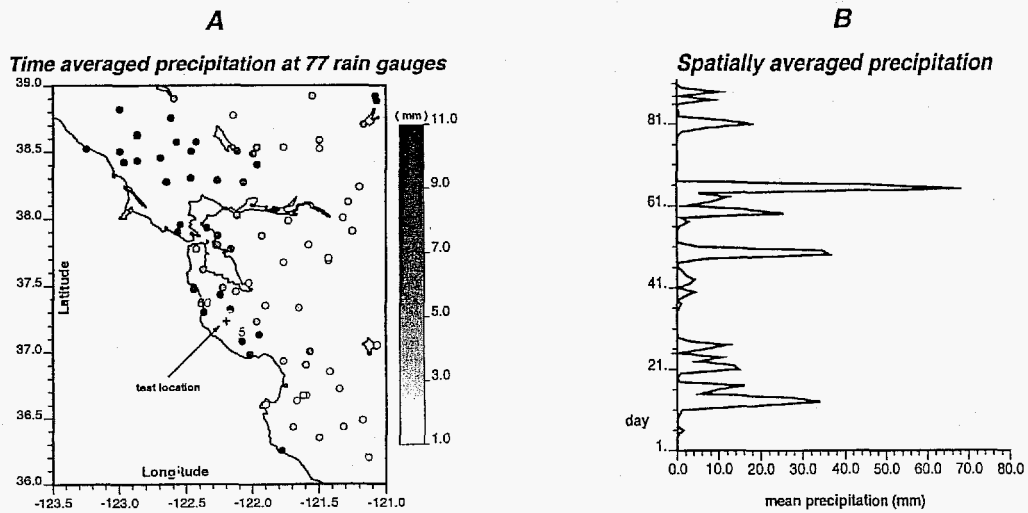 A
Time averaged precipitation at 77 rain gauges
39.0
38.5
38.0
37.5
37.0
36.5
36.0
Latitude
Longitude
-123.5 -123.0 -122.5 -122.0 -121.5 -121.0
test location
(mm)
11.0
9.0
7.0
5.0
3.0
1.0
B
Spatially averaged precipitation
81.
61.
41.
21.
day
1.
0.0 10.0 20.0 30.0 40.0 50.0 60.0 70.0 80.0
mean precipitation (mm)